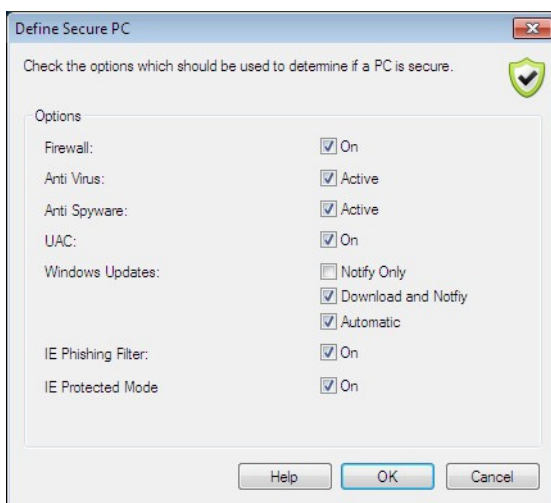 Define Secure PC
Check the options which should be used to determine if a PC is secure.
Options
Firewall: On
Anti Virus: Active
Anti Spyware: Active
UAC: On
Windows Updates: Notify Only
Download and Notfiy
Automatic
IE Phishing Filter: On
IE Protected Mode On
Help OK Cancel